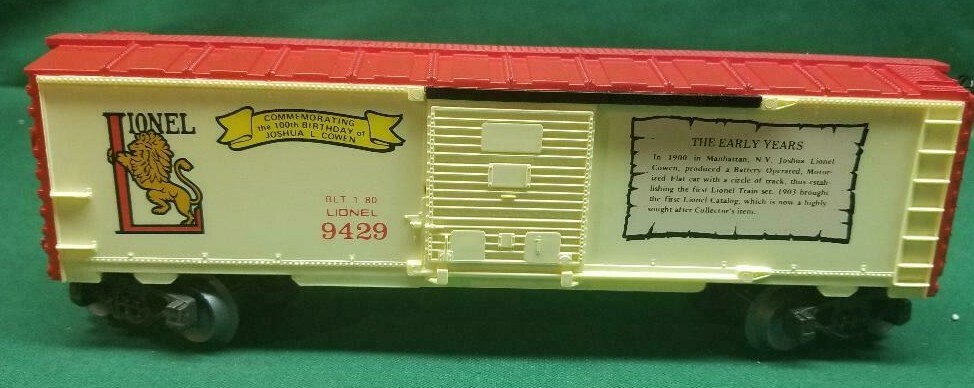 LIONEL
COMMEMORATING
the 100th BIRTHDAY of
JOSHUA L. COWEN
BLT 1-80
LIONEL
9429
THE EARLY YEARS
In 1900 in Manhattan, N.Y. Joshua Lionel
Cowen, produced a Battery Operated, Motor-
ized Flat car with a circle of track, thus estab-
lishing the first Lionel Train set. 1903 brought
the first Lionel Catalog, which is now a highly
sought after Collector's item.